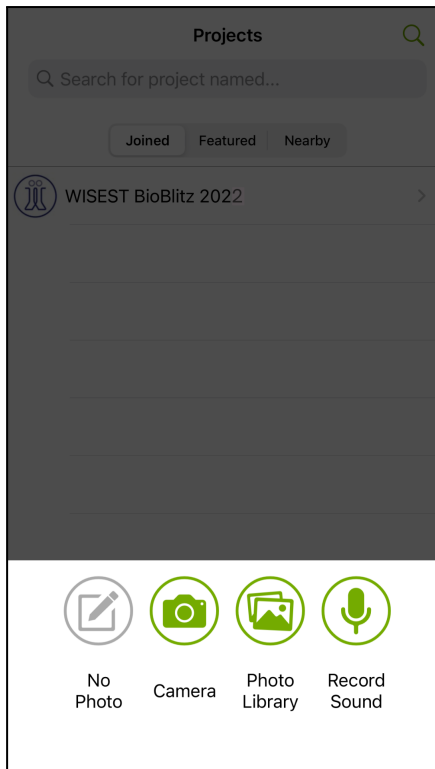 Projects
Search for project named...
Joined Featured Nearby
WISEST BioBlitz 2022
No Photo
Camera
Photo Library
Record Sound